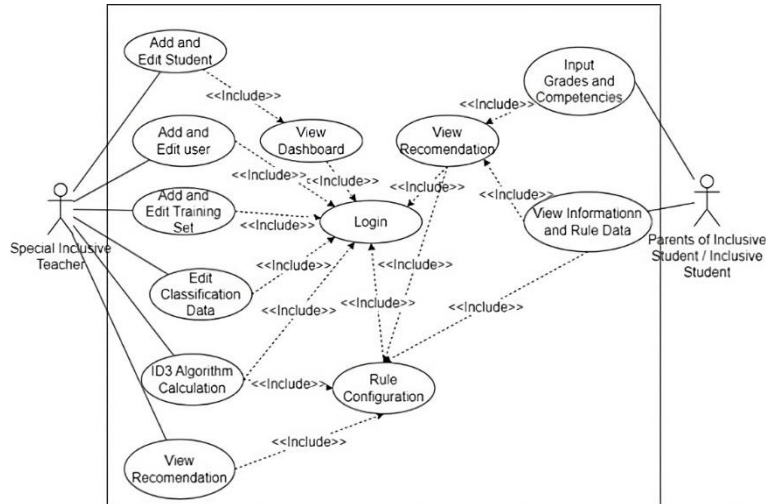 Add and
Edit Student
Input
Grades and
Competencies
<<Include>>
<<Include>>
Add and
Edit user
View
Dashboard
View
Recomendation
<<Include>>
<<Include>>
<<Include>>
<<Include>>
Add and
Edit Training
Set
<<Include>>
Login
View Informationn
and Rule Data
Special Inclusive
Teacher
Parents of Inclusive
Student / Inclusive
Student
<<Include>>
<<Include>>
Edit
Classification
Data
<<Include>>
<<Include>>
<<Include>>
ID3 Algorithm
Calculation
<<Include>>
Rule
Configuration
<<Include>>
View
Recomendation